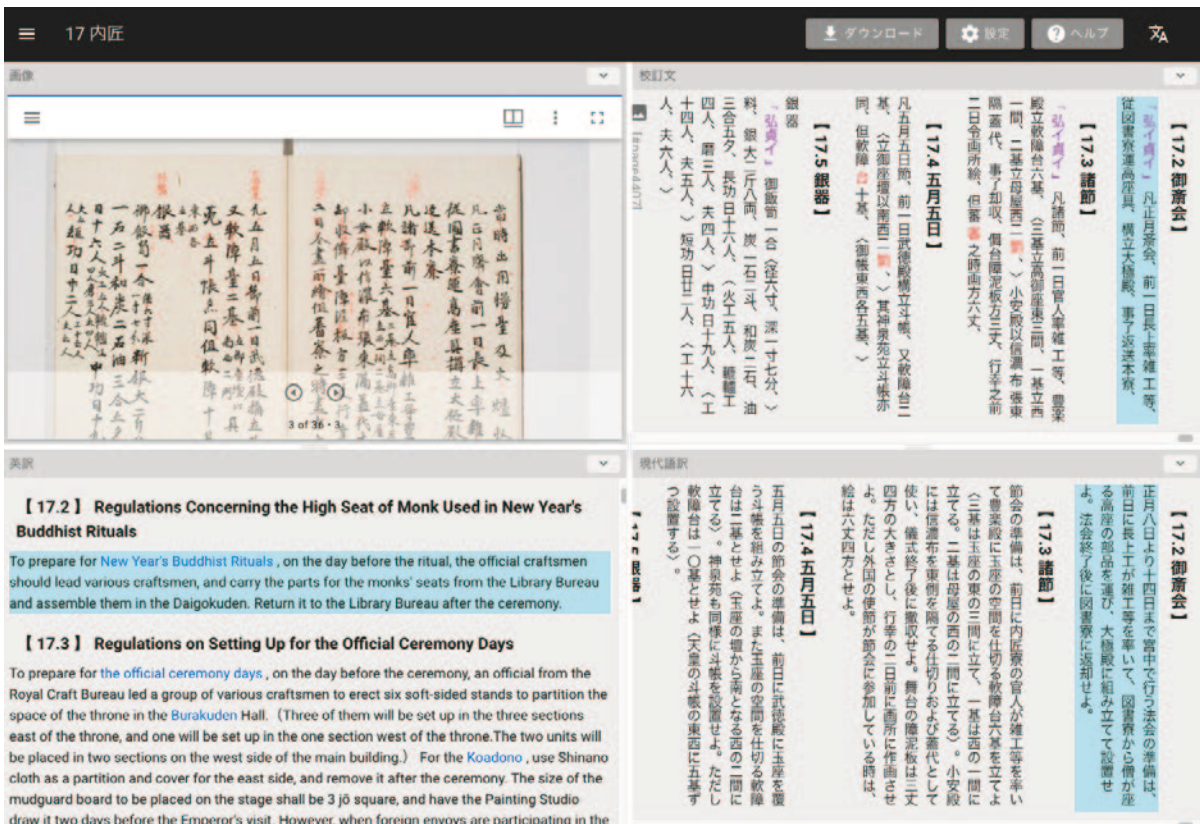 17 内匠
ダウンロード
設定
ヘルプ
画像
凡正月斎會前一日長上率雜
返送本寮
凡諸節前一日官人率雜工等
銀器
3 of 36 • 3
校訂文
【 17.2 御斎会 】
「弘イ貞イ」 凡正月斎会、前一日長上率雑工等、
従図書寮運高座具、構立大極殿、事了返送本寮、
【 17.3 諸節 】
「弘イ貞イ」 凡諸節、前一日官人率雑工等、豊楽
殿立軟障台六基、〈三基立高御座東三間、一基立西
一間、二基立母屋西二間、〉小安殿以信濃布張東
隔蓋代、事了却収、儛台障泥板方三丈、行幸之前
二日令画所絵、但蕃客之時画方六丈、
【 17.4 五月五日 】
凡五月五日節、前一日武徳殿構立斗帳、又軟障台二
基、〈立御座壇以南西二間、〉其神泉苑立斗帳亦
同、但軟障台十基、〈御帳東西各五基、〉
【 17.5 銀器 】
銀器
「弘貞イ」 御飯笥一合〈径六寸、深一寸七分、〉
料、銀大二斤八両、炭一石二斗、和炭二石、油
三合五夕、長功日十六人、〈火工五人、轆轤工
四人、磨三人、夫四人、〉中功日十九人、〈工
十四人、夫五人、〉短功日廿二人、〈工十六
人、夫六人、〉
英訳
【 17.2 】 Regulations Concerning the High Seat of Monk Used in New Year's
Buddhist Rituals
To prepare for New Year's Buddhist Rituals , on the day before the ritual, the official craftsmen
should lead various craftsmen, and carry the parts for the monks' seats from the Library Bureau
and assemble them in the Daigokuden. Return it to the Library Bureau after the ceremony.
【 17.3 】 Regulations on Setting Up for the Official Ceremony Days
To prepare for the official ceremony days , on the day before the ceremony, an official from the
Royal Craft Bureau led a group of various craftsmen to erect six soft-sided stands to partition the
space of the throne in the Burakuden Hall. (Three of them will be set up in the three sections
east of the throne, and one will be set up in the one section west of the throne.The two units will
be placed in two sections on the west side of the main building.) For the Koadono , use Shinano
cloth as a partition and cover for the east side, and remove it after the ceremony. The size of the
mudguard board to be placed on the stage shall be 3 jō square, and have the Painting Studio
draw it two days before the Emperor's visit. However, when foreign envoys are participating in the
現代語訳
【 17.2 御斎会 】
正月八日より十四日まで宮中で行う法会の準備は、
前日に長上工が雑工等を率いて、図書寮から僧が座
る高座の部品を運び、大極殿に組み立てて設置せ
よ。法会終了後に図書寮に返却せよ。
【 17.3 諸節 】
節会の準備は、前日に内匠寮の官人が雑工等を率い
て豊楽殿に玉座の空間を仕切る軟障台六基を立てよ
〈三基は玉座の東の三間に立て、一基は西の一間に
立てる。二基は母屋の西の二間に立てる〉。小安殿
には信濃布を東側を隔てる仕切りおよび蓋代として
使い、儀式終了後に撤収せよ。舞台の障泥板は三丈
四方の大きさとし、行幸の二日前に画所に作画させ
よ。ただし外国の使節が節会に参加している時は、
絵は六丈四方とせよ。
【 17.4 五月五日 】
五月五日の節会の準備は、前日に武徳殿に玉座を覆
う斗帳を組み立てよ。また玉座の空間を仕切る軟障
台は二基とせよ〈玉座の壇から南となる西の二間に
立てる〉。神泉苑も同様に斗帳を設置せよ。ただし
軟障台は一〇基とせよ〈天皇の斗帳の東西に五基ず
つ設置する〉。
【 17.5 銀器 】